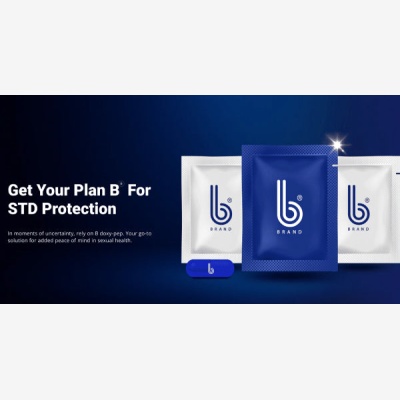 Get Your Plan B® For
STD Protection
In moments of uncertainty, rely on B doxy-pep. Your go-to
solution for added peace of mind in sexual health.
b®
BRAND
b®
BRAND
b®
BRAND
b